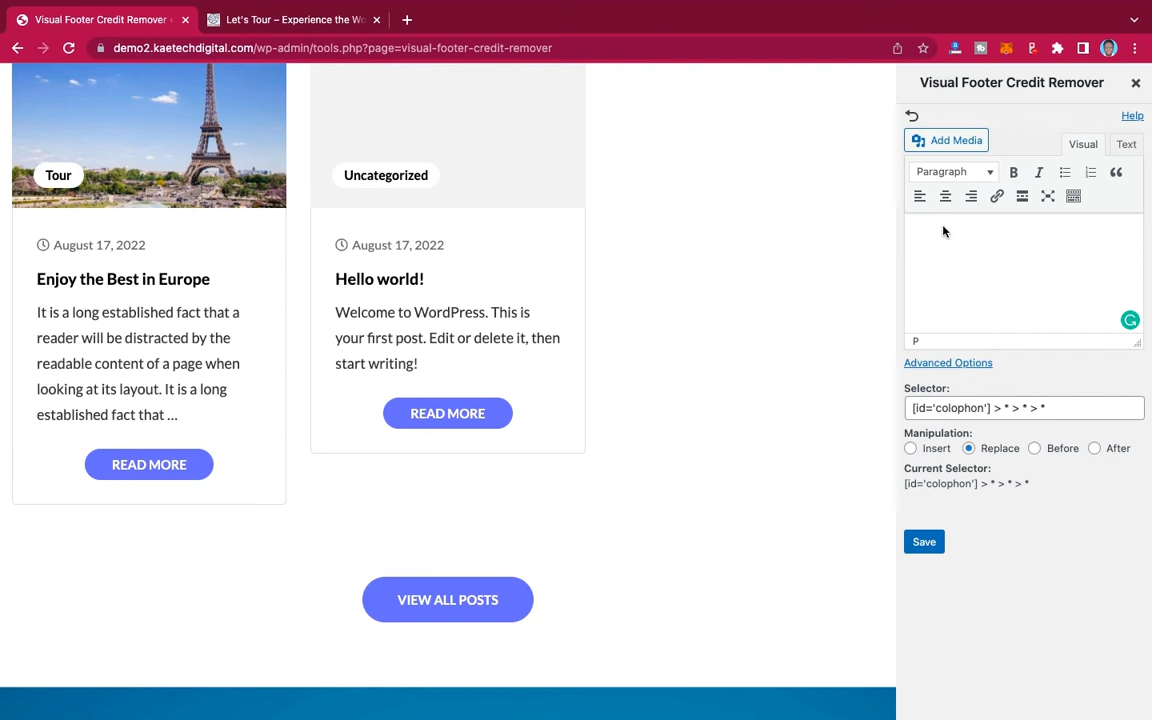 Visual Footer Credit Remover ‹
Let's Tour – Experience the Wo
demo2.kaetechdigital.com/wp-admin/tools.php?page=visual-footer-credit-remover
Visual Footer Credit Remover
Help
Add Media
Visual
Text
Paragraph
B I
P
Advanced Options
Selector:
[id='colophon'] > * > * > *
Manipulation:
Insert Replace Before After
Current Selector:
[id='colophon'] > * > * > *
Save
Tour
August 17, 2022
Enjoy the Best in Europe
It is a long established fact that a
reader will be distracted by the
readable content of a page when
looking at its layout. It is a long
established fact that ...
READ MORE
Uncategorized
August 17, 2022
Hello world!
Welcome to WordPress. This is
your first post. Edit or delete it, then
start writing!
READ MORE
VIEW ALL POSTS